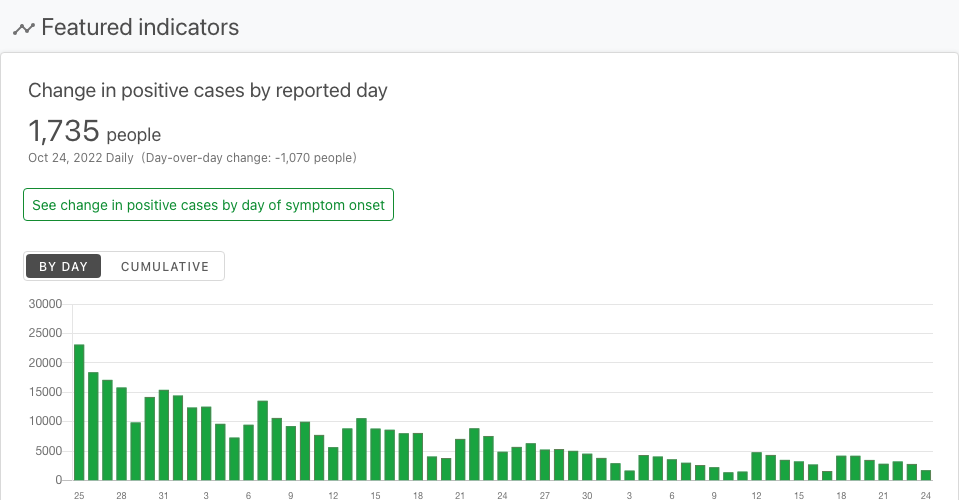 Featured indicators
Change in positive cases by reported day
1,735 people
Oct 24, 2022 Daily (Day-over-day change: -1,070 people)
See change in positive cases by day of symptom onset
BY DAY CUMULATIVE
30000
25000
20000
15000
10000
5000
0
25 28 31 3 6 9 12 15 18 21 24 27 30 3 6 9 12 15 18 21 24